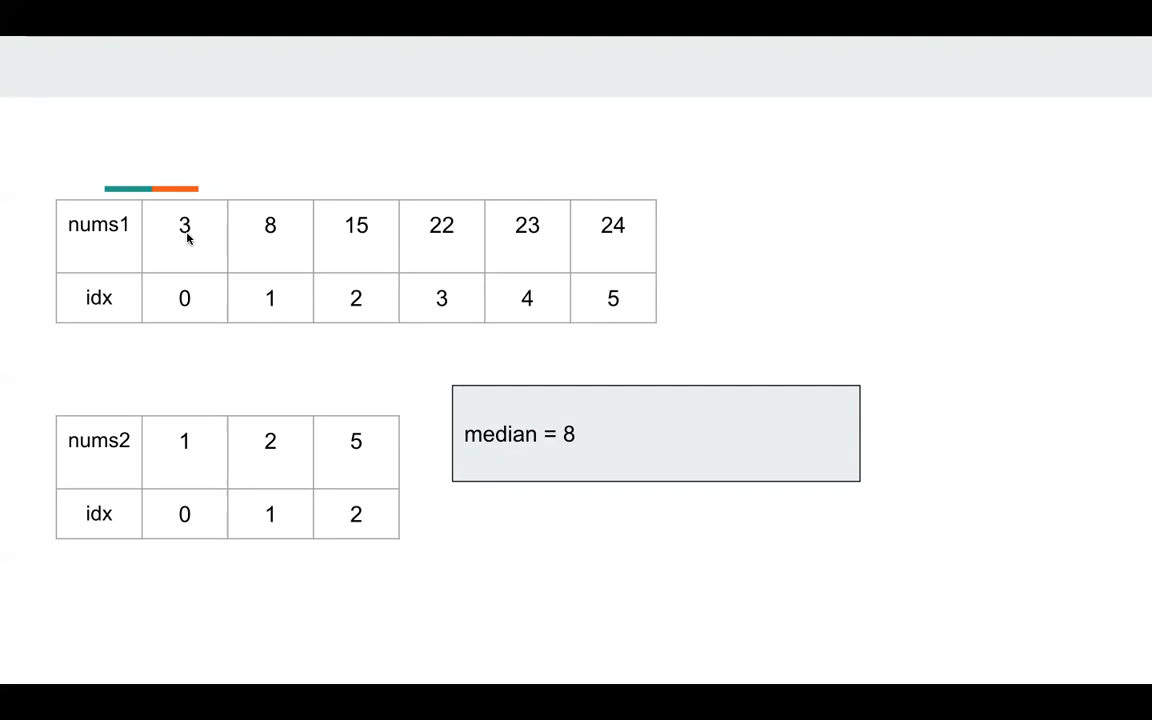 nums1 3 8 15 22 23 24
idx 0 1 2 3 4 5
nums2 1 2 5
idx 0 1 2
median = 8